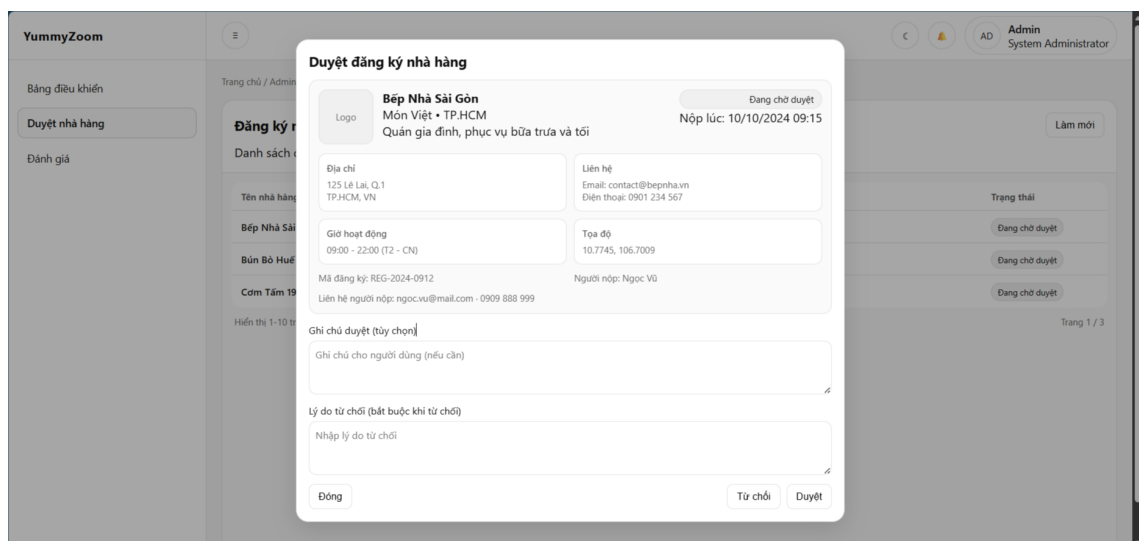 YummyZoom
AD
Admin
System Administrator
Bảng điều khiển
Duyệt nhà hàng
Đánh giá
Trang chủ / Admin
Đăng ký
Làm mới
Danh sách
Tên nhà hàng
Trạng thái
Bếp Nhà Sài
Đang chờ duyệt
Bún Bò Huế
Đang chờ duyệt
Cơm Tấm 19
Đang chờ duyệt
Hiển thị 1-10
Trang 1 / 3
Duyệt đăng ký nhà hàng
Logo
Bếp Nhà Sài Gòn
Món Việt • TP.HCM
Quán gia đình, phục vụ bữa trưa và tối
Đang chờ duyệt
Nộp lúc: 10/10/2024 09:15
Địa chỉ
125 Lê Lai, Q.1
TP.HCM, VN
Liên hệ
Email: contact@bepnha.vn
Điện thoại: 0901 234 567
Giờ hoạt động
09:00 - 22:00 (T2 - CN)
Tọa độ
10.7745, 106.7009
Mã đăng ký: REG-2024-0912
Người nộp: Ngọc Vũ
Liên hệ người nộp: ngoc.vu@mail.com - 0909 888 999
Ghi chú duyệt (tùy chọn)
Ghi chú cho người dùng (nếu cần)
Lý do từ chối (bắt buộc khi từ chối)
Nhập lý do từ chối
Đóng
Từ chối
Duyệt